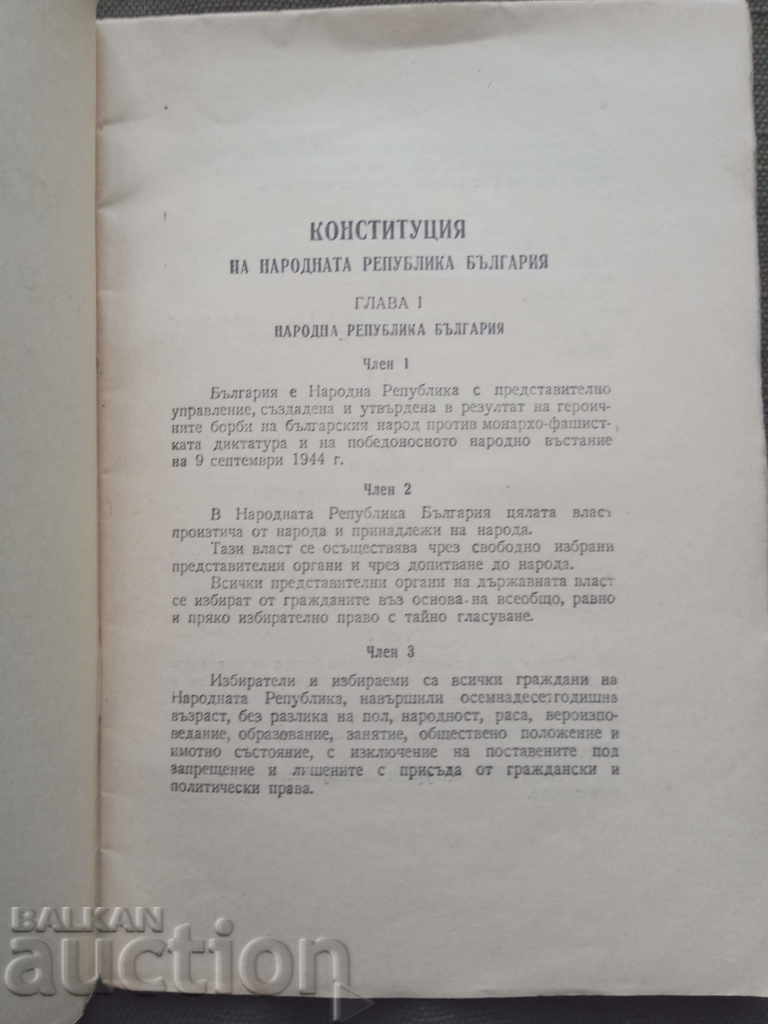 КОНСТИТУЦИЯ
НА НАРОДНАТА РЕПУБЛИКА БЪЛГАРИЯ
ГЛАВА I
НАРОДНА РЕПУБЛИКА БЪЛГАРИЯ
Член 1
България е Народна Република с представително
управление, създадена и утвърдена в резултат на героич-
ните борби на българския народ против монархо-фашист-
ката диктатура и на победоносното народно въстание
на 9 септември 1944 г.
Член 2
В Народната Република България цялата власт
произтича от народа и принадлежи на народа.
Тази власт се осъществява чрез свободно избрани
представителни органи и чрез допитване до народа.
Всички представителни органи на държавната власт
се избират от гражданите въз основа на всеобщо, равно
и пряко избирателно право с тайно гласуване.
Член 3
Избиратели и избираеми са всички граждани на
Народната Република, навършили осемнадесетгодишна
възраст, без разлика на пол, народност, раса, вероизпо-
ведание, образование, занятие, обществено положение и
имотно състояние, с изключение на поставените под
запрещение и лишените с присъда от граждански и
политически права.
BALKAN
auction